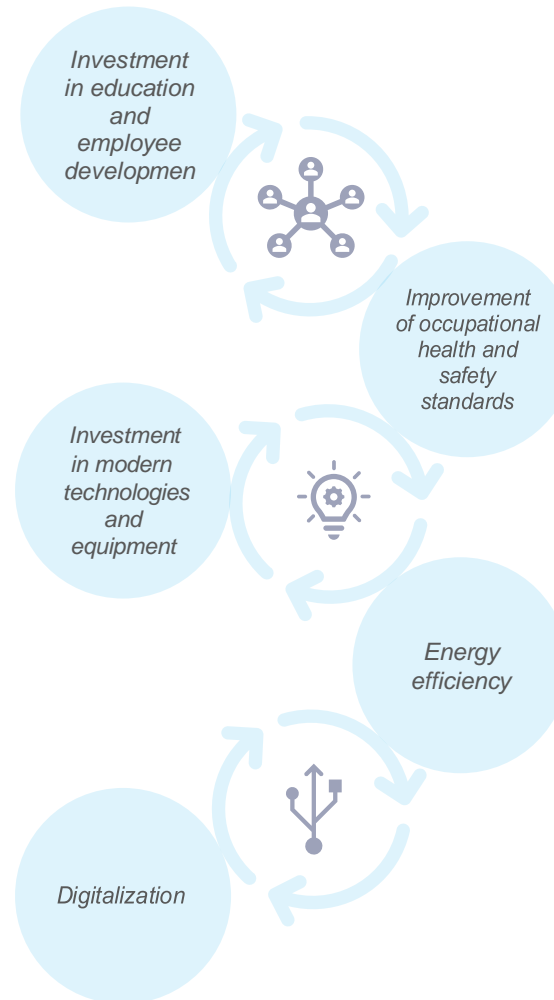 Investment
in education
and
employee
developmen
Improvement
of occupational
health and
safety
standards
Investment
in modern
technologies
and
equipment
Energy
efficiency
Digitalization